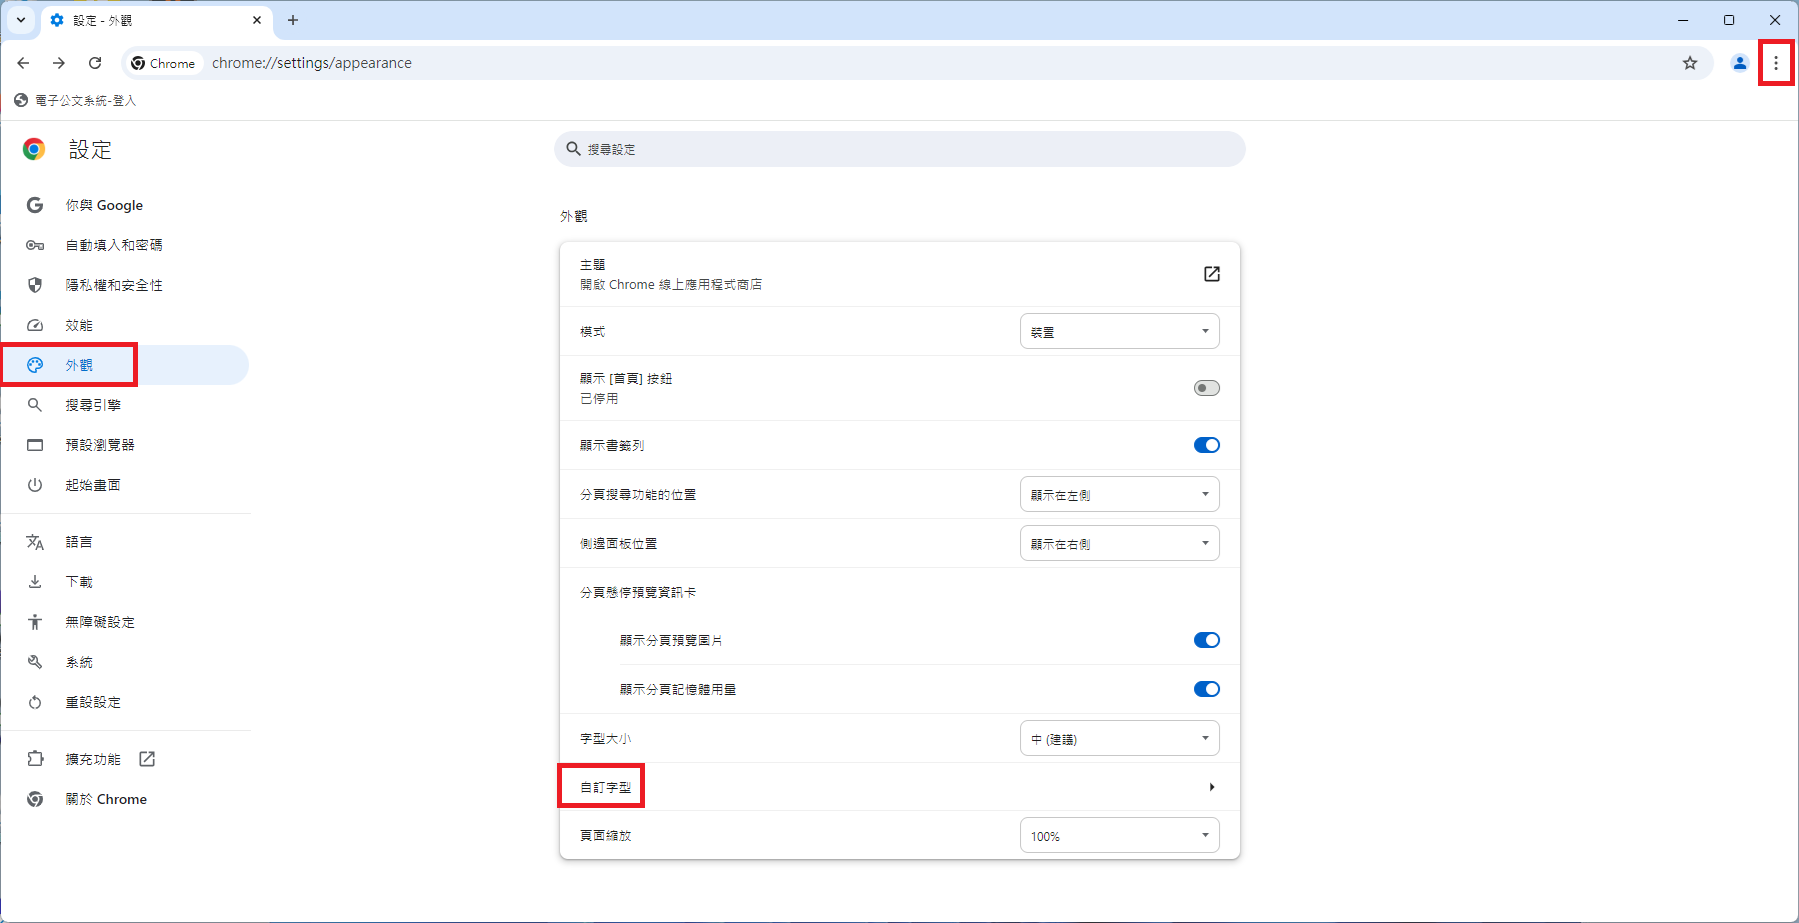 設定 - 外觀
Chrome
chrome://settings/appearance
電子公文系統-登入
設定
搜尋設定
你與 Google
自動填入和密碼
隱私權和安全性
效能
外觀
搜尋引擎
預設瀏覽器
起始畫面
語言
下載
無障礙設定
系統
重設設定
擴充功能
關於 Chrome
外觀
主題
開啟 Chrome 線上應用程式商店
模式
裝置
顯示 [首頁] 按鈕
已停用
顯示書籤列
分頁搜尋功能的位置
顯示在左側
側邊面板位置
顯示在右側
分頁懸停預覽資訊卡
顯示分頁預覽圖片
顯示分頁記憶體用量
字型大小
中 (建議)
自訂字型
頁面縮放
100%